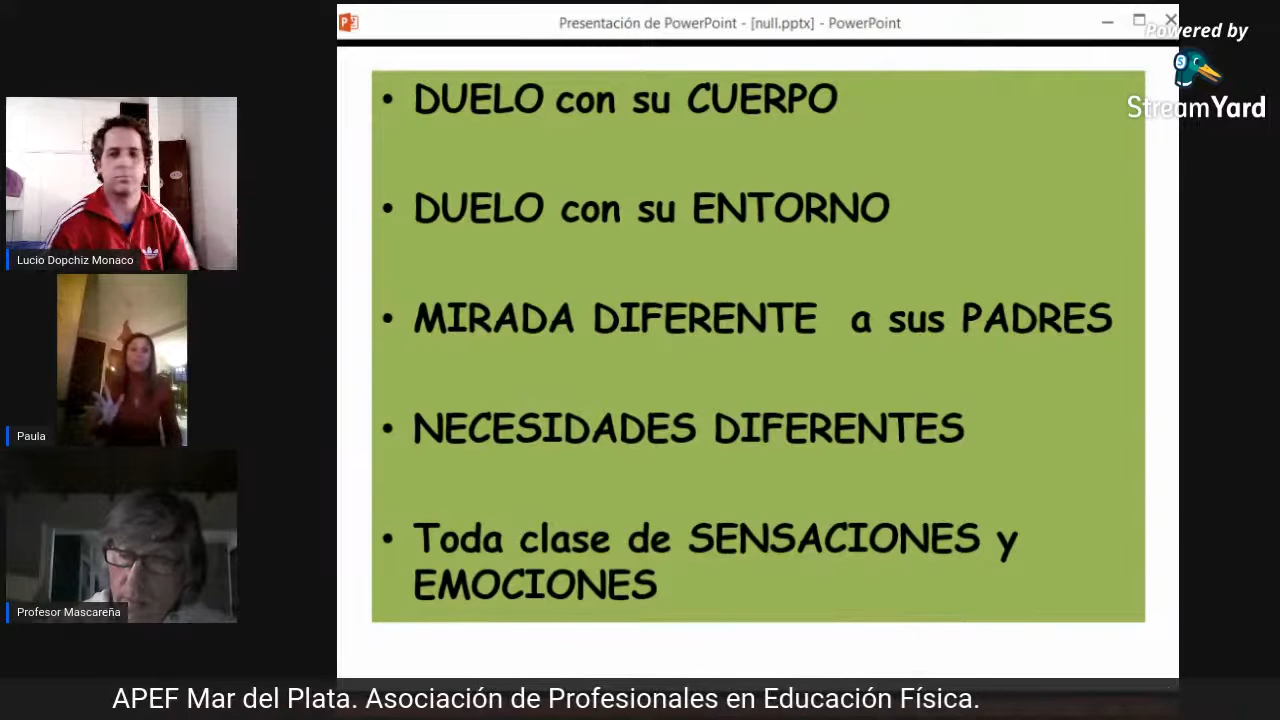 Presentación de PowerPoint - [null.pptx] - PowerPoint
Powered by
StreamYard
• DUELO con su CUERPO
• DUELO con su ENTORNO
• MIRADA DIFERENTE a sus PADRES
• NECESIDADES DIFERENTES
• Toda clase de SENSACIONES y
EMOCIONES
Lucio Dopchiz Monaco
Paula
Profesor Mascareña
APEF Mar del Plata. Asociación de Profesionales en Educación Física.